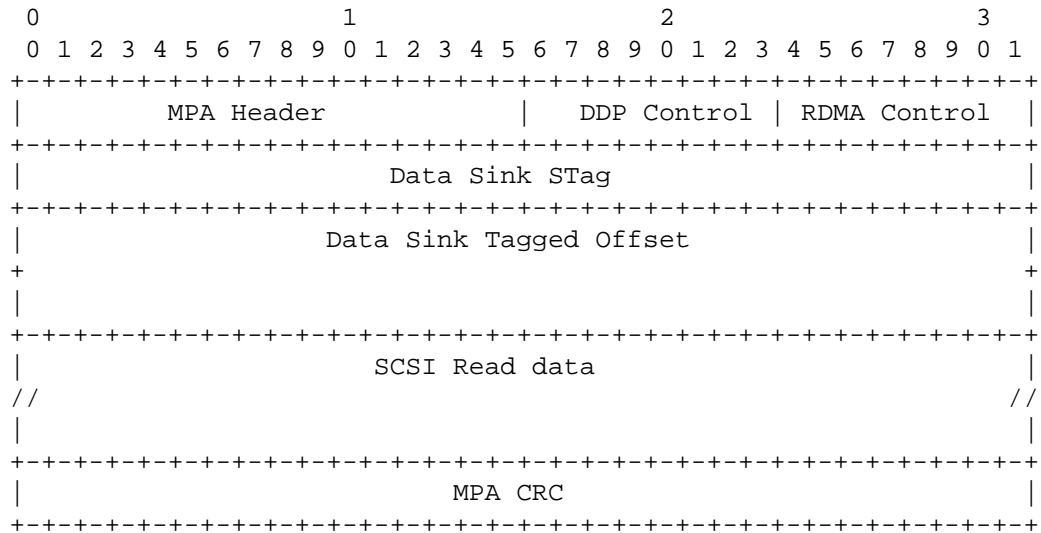 0                   1                   2                   3
0 1 2 3 4 5 6 7 8 9 0 1 2 3 4 5 6 7 8 9 0 1 2 3 4 5 6 7 8 9 0 1
+-+-+-+-+-+-+-+-+-+-+-+-+-+-+-+-+-+-+-+-+-+-+-+-+-+-+-+-+-+-+-+-+
|         MPA Header            |   DDP Control | RDMA Control  |
+-+-+-+-+-+-+-+-+-+-+-+-+-+-+-+-+-+-+-+-+-+-+-+-+-+-+-+-+-+-+-+-+
|                       Data Sink STag                          |
+-+-+-+-+-+-+-+-+-+-+-+-+-+-+-+-+-+-+-+-+-+-+-+-+-+-+-+-+-+-+-+-+
|                   Data Sink Tagged Offset                     |
+                                                               +
|                                                               |
+-+-+-+-+-+-+-+-+-+-+-+-+-+-+-+-+-+-+-+-+-+-+-+-+-+-+-+-+-+-+-+-+
|                      SCSI Read data                           |
//                                                             //
|                                                               |
+-+-+-+-+-+-+-+-+-+-+-+-+-+-+-+-+-+-+-+-+-+-+-+-+-+-+-+-+-+-+-+-+
|                           MPA CRC                             |
+-+-+-+-+-+-+-+-+-+-+-+-+-+-+-+-+-+-+-+-+-+-+-+-+-+-+-+-+-+-+-+-+